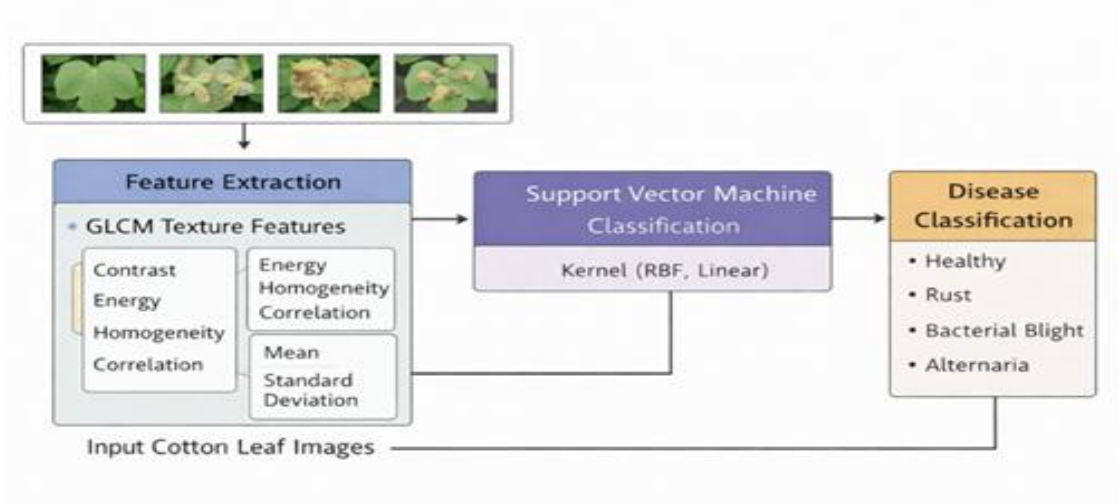 Feature Extraction
• GLCM Texture Features
Contrast
Energy
Homogeneity
Correlation
Energy
Homogeneity
Correlation
Mean
Standard
Deviation
Support Vector Machine
Classification
Kernel (RBF, Linear)
Disease
Classification
• Healthy
• Rust
• Bacterial Blight
• Alternaria
Input Cotton Leaf Images